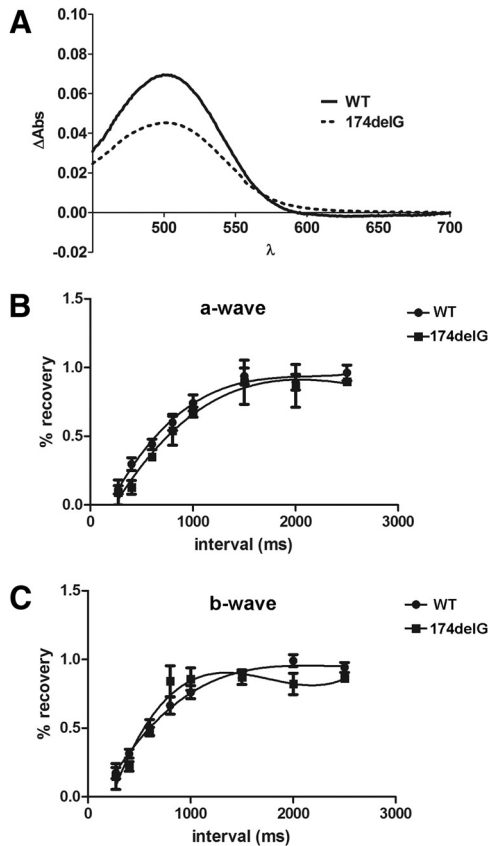 A
0.10
0.08
0.06
0.04
0.02
0.00
-0.02
ΔAbs
WT
174delG
500
550
600
650
700
λ
B
a-wave
1.5
1.0
0.5
0.0
% recovery
WT
174delG
0
1000
2000
3000
interval (ms)
C
b-wave
1.5
1.0
0.5
0.0
% recovery
WT
174delG
0
1000
2000
3000
interval (ms)